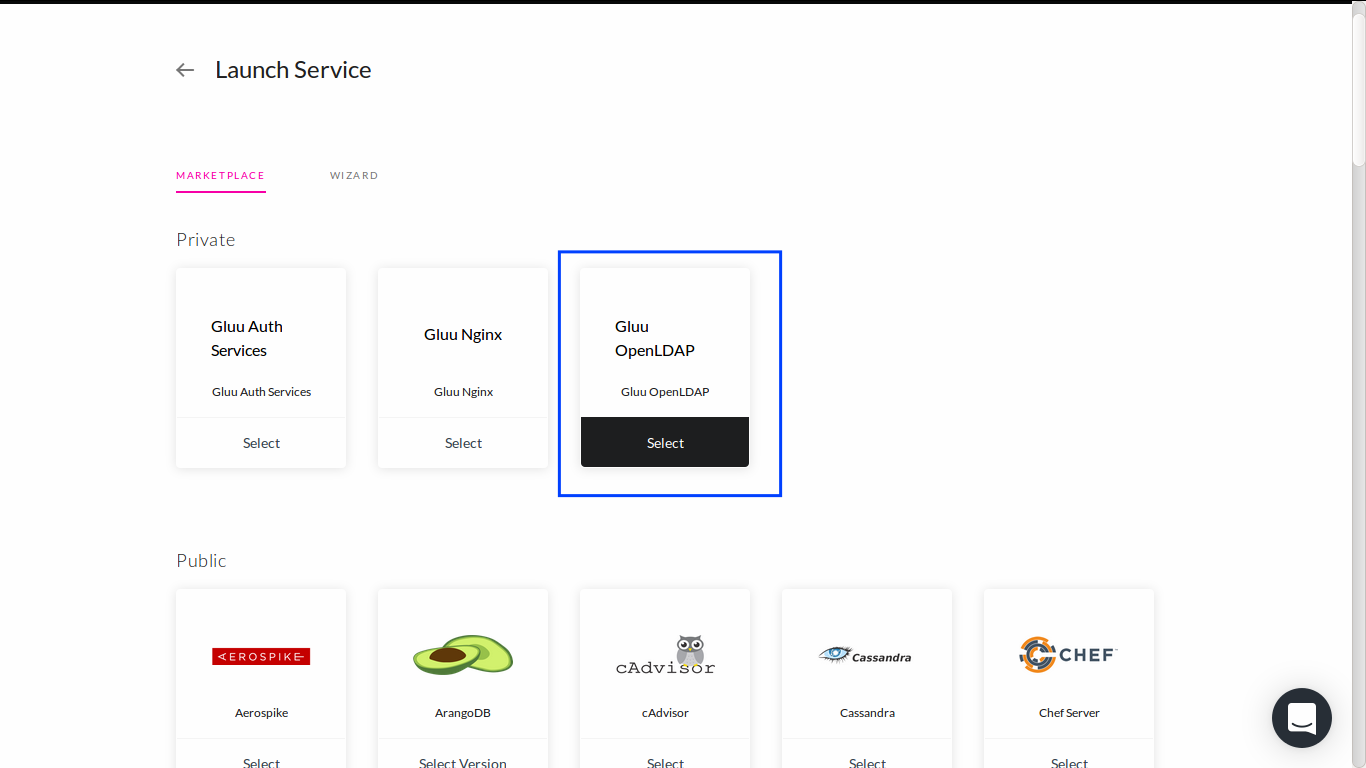 Launch Service
MARKETPLACE
WIZARD
Private
Gluu Auth
Services
Gluu Auth Services
Select
Gluu Nginx
Gluu Nginx
Select
Gluu
OpenLDAP
Gluu OpenLDAP
Select
Public
AEROSPIKE
Aerospike
Select
ArangoDB
Select Version
cAdvisor
cAdvisor
Select
Cassandra
Cassandra
Select
CHEF™
Chef Server
Select